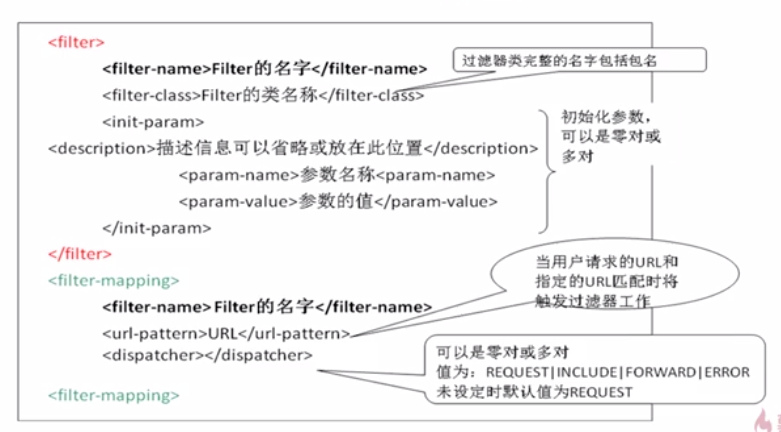 <filter>
<filter-name>Filter的名字</filter-name>
过滤器类完整的名字包括包名
<filter-class>Filter的类名称</filter-class>
<init-param>
初始化参数，
可以是零对或
多对
<description>描述信息可以省略或放在此位置</description>
<param-name>参数名称<param-name>
<param-value>参数的值</param-value>
</init-param>
</filter>
当用户请求的URL和
指定的URL匹配时将
触发过滤器工作
<filter-mapping>
<filter-name>Filter的名字</filter-name>
<url-pattern>URL</url-pattern>
<dispatcher></dispatcher>
可以是零对或多对
值为：REQUEST|INCLUDE|FORWARD|ERROR
未设定时默认值为REQUEST
<filter-mapping>